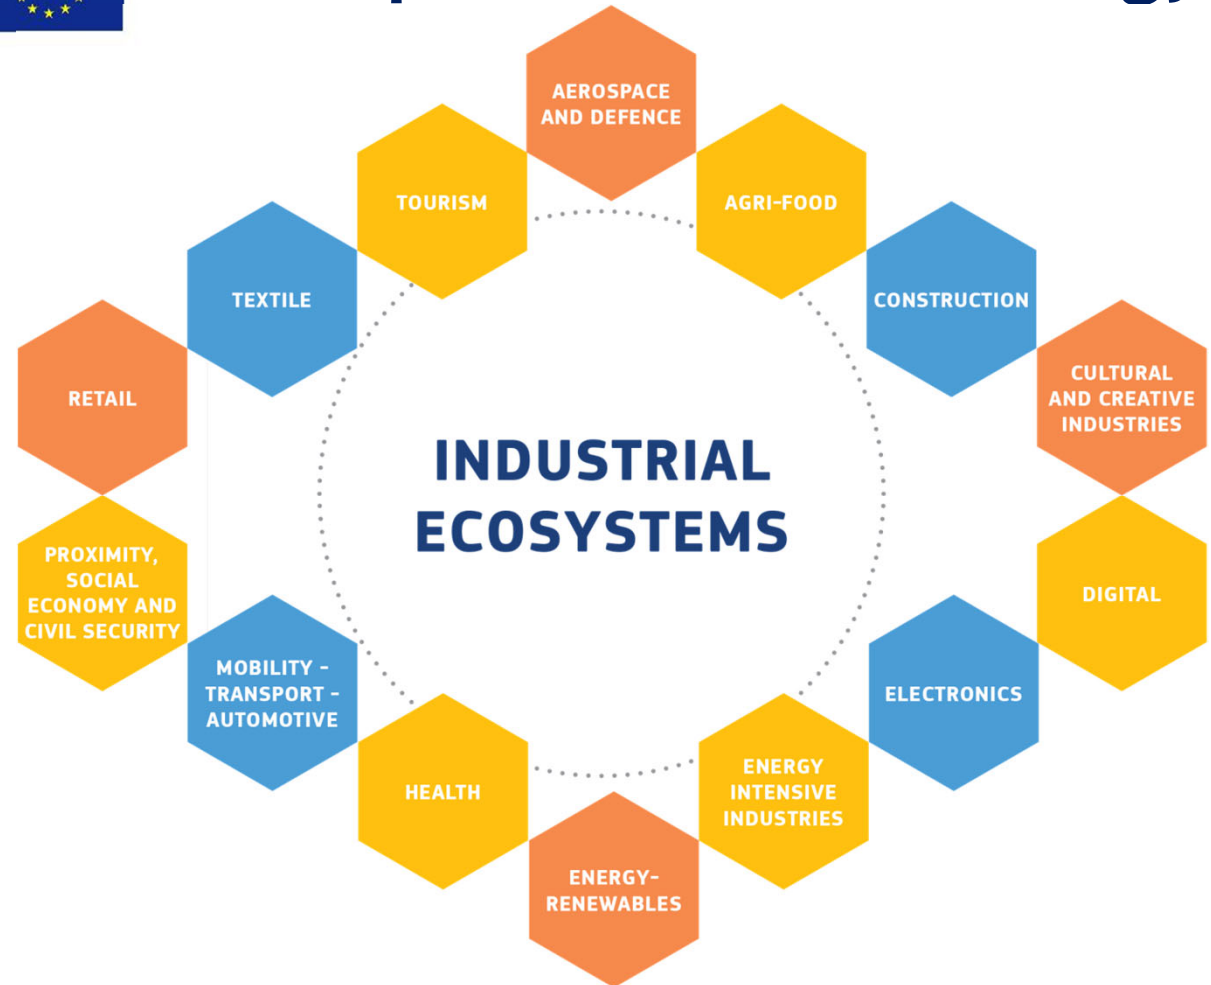 AEROSPACE
AND DEFENCE
TOURISM
AGRI-FOOD
TEXTILE
CONSTRUCTION
RETAIL
CULTURAL
AND CREATIVE
INDUSTRIES
INDUSTRIAL
ECOSYSTEMS
PROXIMITY,
SOCIAL
ECONOMY AND
CIVIL SECURITY
DIGITAL
MOBILITY -
TRANSPORT -
AUTOMOTIVE
ELECTRONICS
HEALTH
ENERGY
INTENSIVE
INDUSTRIES
ENERGY-
RENEWABLES